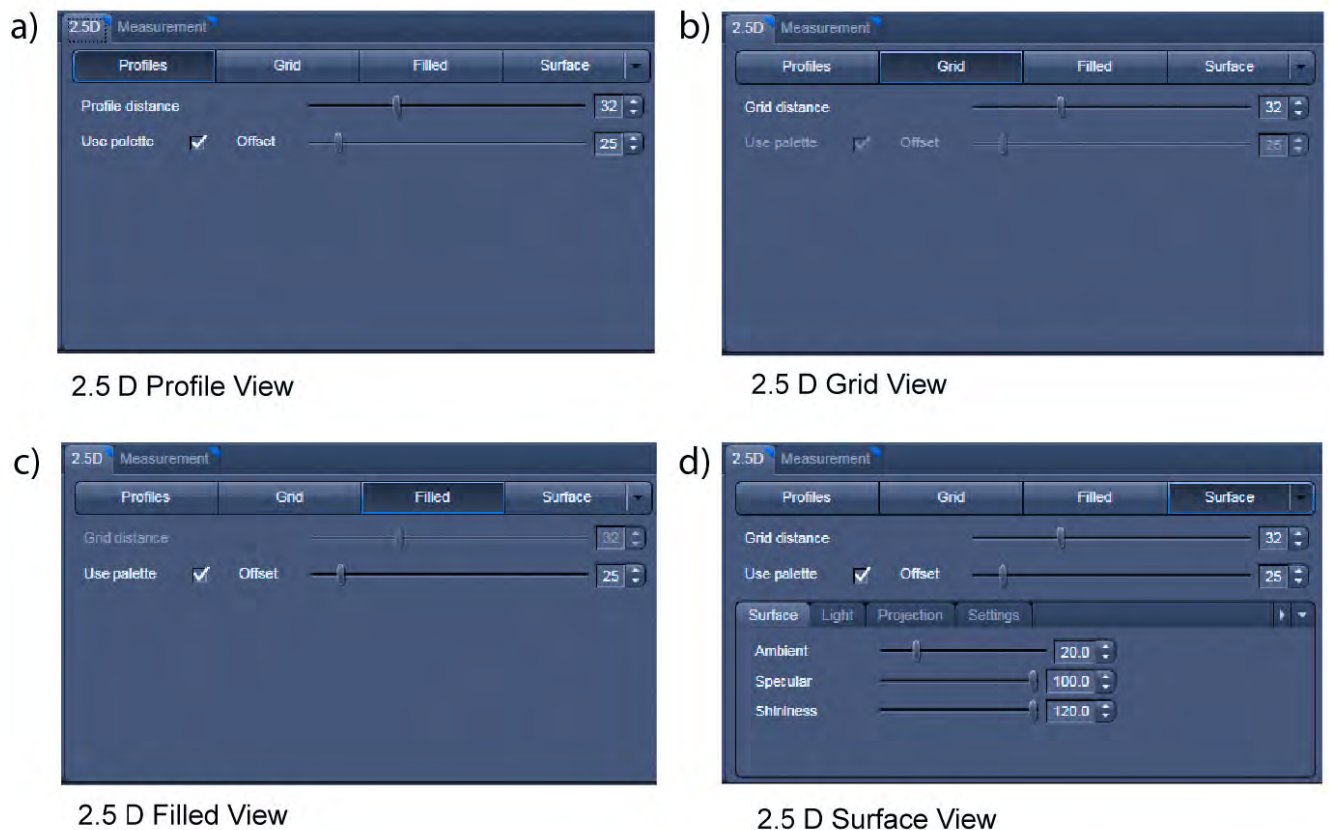 a)
2.5D Measurement
Profiles Grid Filled Surface
Profile distance 32
Use palette Offset 25
2.5 D Profile View
b)
2.5D Measurement
Profiles Grid Filled Surface
Grid distance 32
Use palette Offset 25
2.5 D Grid View
c)
2.5D Measurement
Profiles Grid Filled Surface
Grid distance 32
Use palette Offset 25
2.5 D Filled View
d)
2.5D Measurement
Profiles Grid Filled Surface
Grid distance 32
Use palette Offset 25
Surface Light Projection Settings
Ambient 20.0
Specular 100.0
Shininess 120.0
2.5 D Surface View